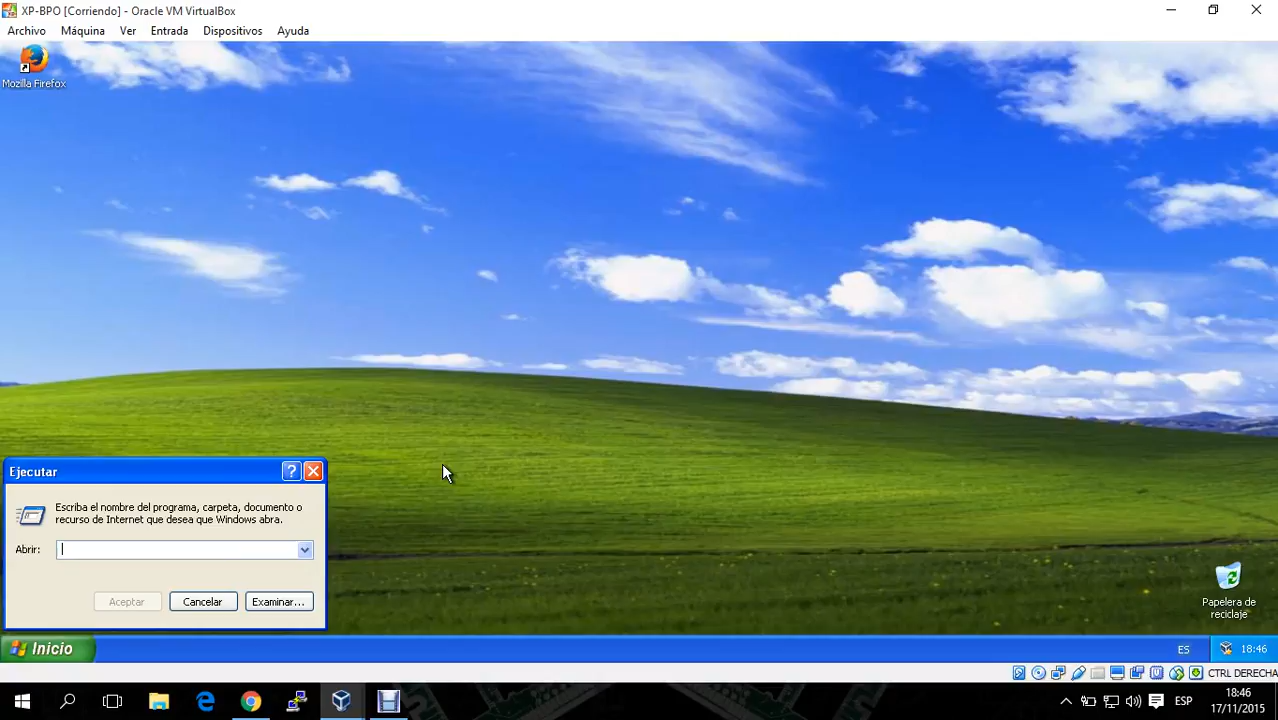 XP-BPO [Corriendo] - Oracle VM VirtualBox
Archivo Máquina Ver Entrada Dispositivos Ayuda
Mozilla Firefox
Ejecutar
Escriba el nombre del programa, carpeta, documento o
recurso de Internet que desea que Windows abra.
Abrir:
Aceptar Cancelar Examinar...
Papelera de
reciclaje
Inicio ES 18:46
CTRL DERECHA
ESP 18:46
17/11/2015